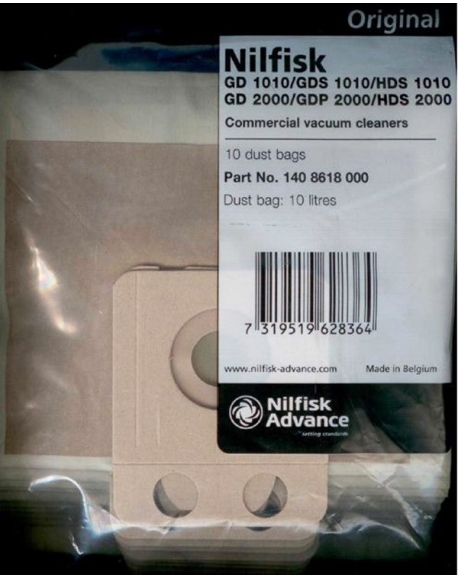 Original
Nilfisk
GD 1010/GDS 1010/HDS 1010
GD 2000/GDP 2000/HDS 2000
Commercial vacuum cleaners
10 dust bags
Part No. 140 8618 000
Dust bag: 10 litres
7 319519 628364
www.nilfisk-advance.com Made in Belgium
Nilfisk
Advance
setting standards